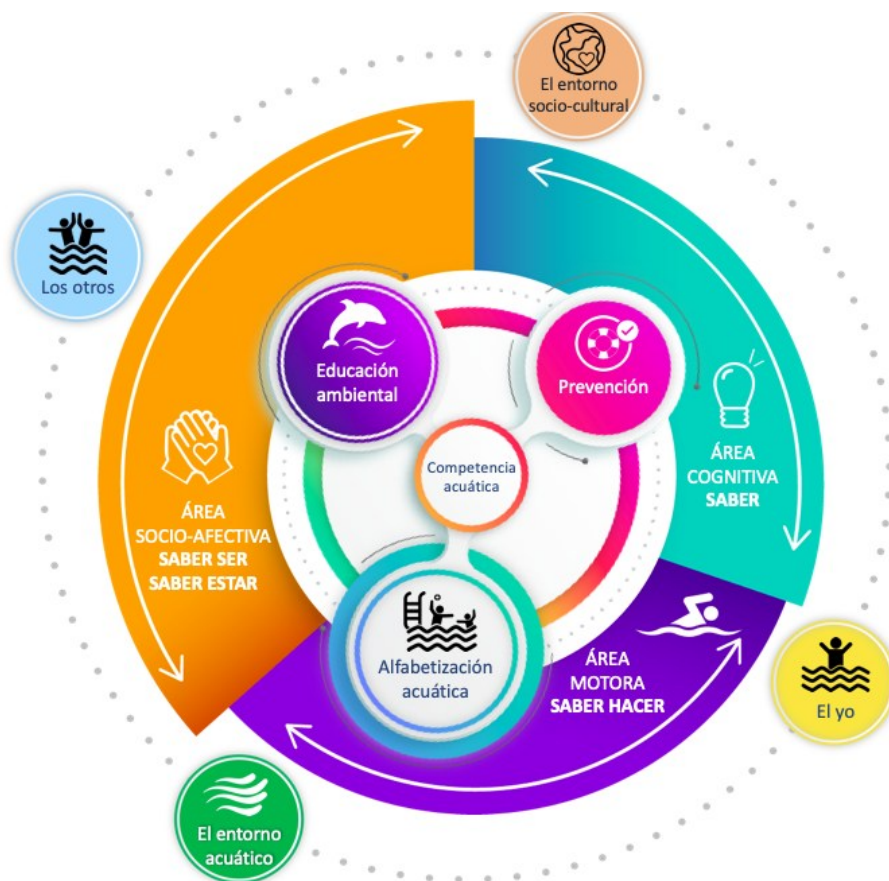 El entorno
socio-cultural
Los otros
Educación
ambiental
Prevención
Competencia
acuática
ÁREA
COGNITIVA
SABER
ÁREA
SOCIO-AFECTIVA
SABER SER
SABER ESTAR
Alfabetización
acuática
ÁREA
MOTORA
SABER HACER
El yo
El entorno
acuático